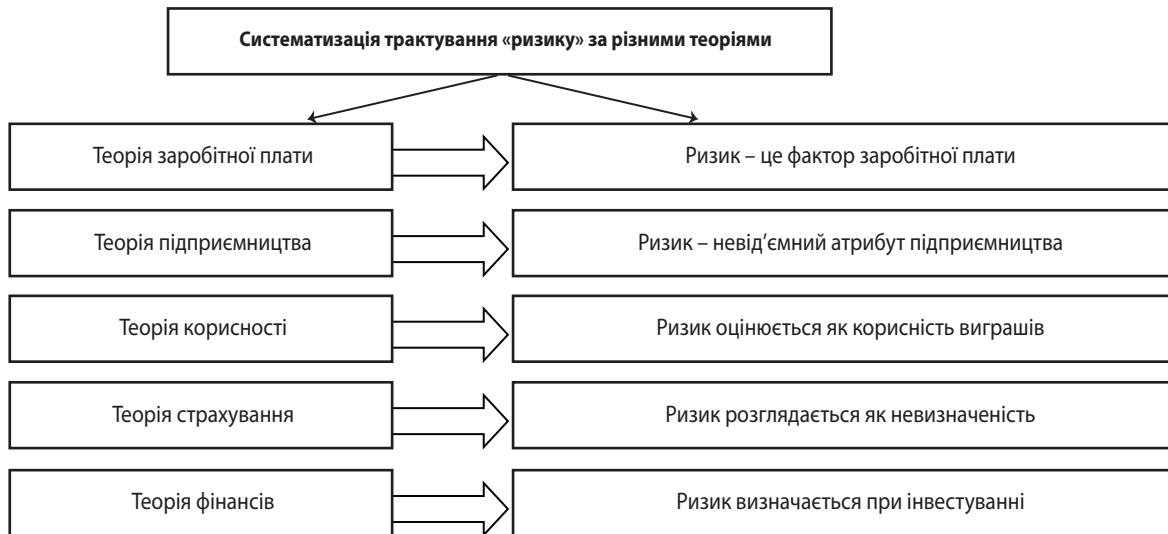 Систематизація трактування «ризику» за різними теоріями
Теорія заробітної плати
Ризик – це фактор заробітної плати
Теорія підприємництва
Ризик – невід’ємний атрибут підприємництва
Теорія корисності
Ризик оцінюється як корисність виграшів
Теорія страхування
Ризик розглядається як невизначеність
Теорія фінансів
Ризик визначається при інвестуванні